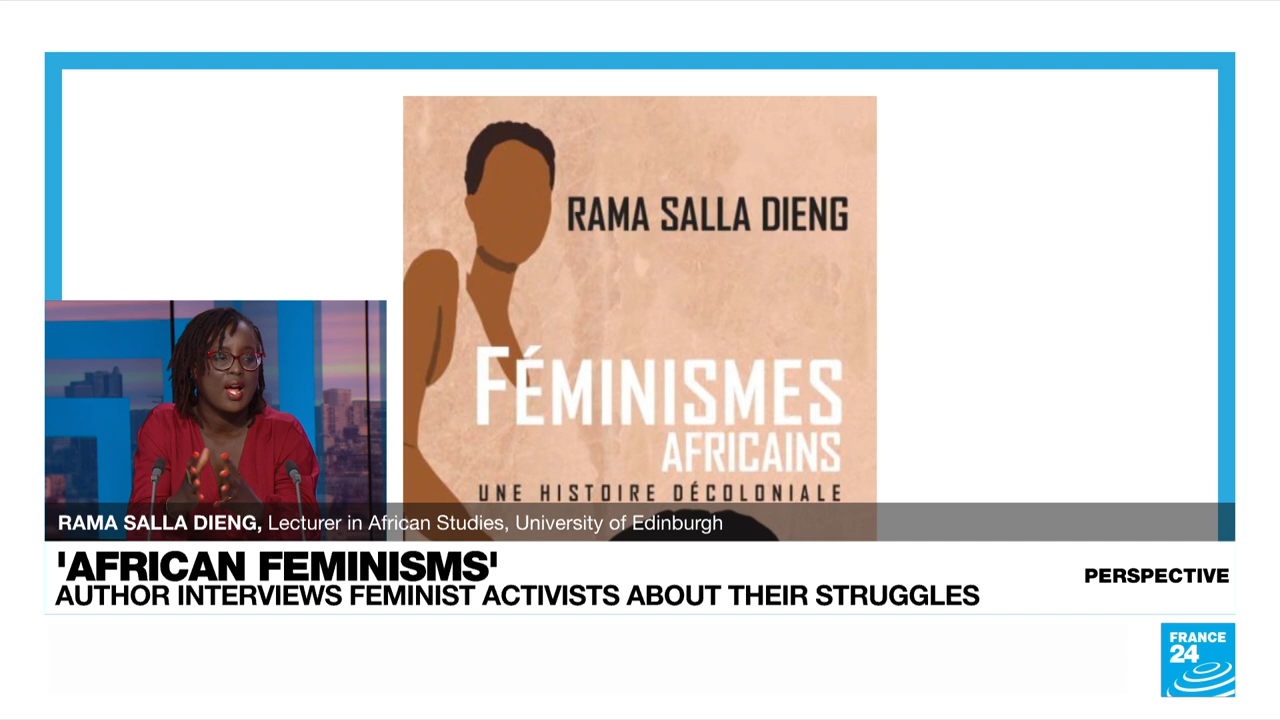 RAMA SALLA DIENG
FÉMINISMES
AFRICAINS
UNE HISTOIRE DÉCOLONIALE
RAMA SALLA DIENG, Lecturer in African Studies, University of Edinburgh
'AFRICAN FEMINISMS'
AUTHOR INTERVIEWS FEMINIST ACTIVISTS ABOUT THEIR STRUGGLES
PERSPECTIVE
FRANCE
24